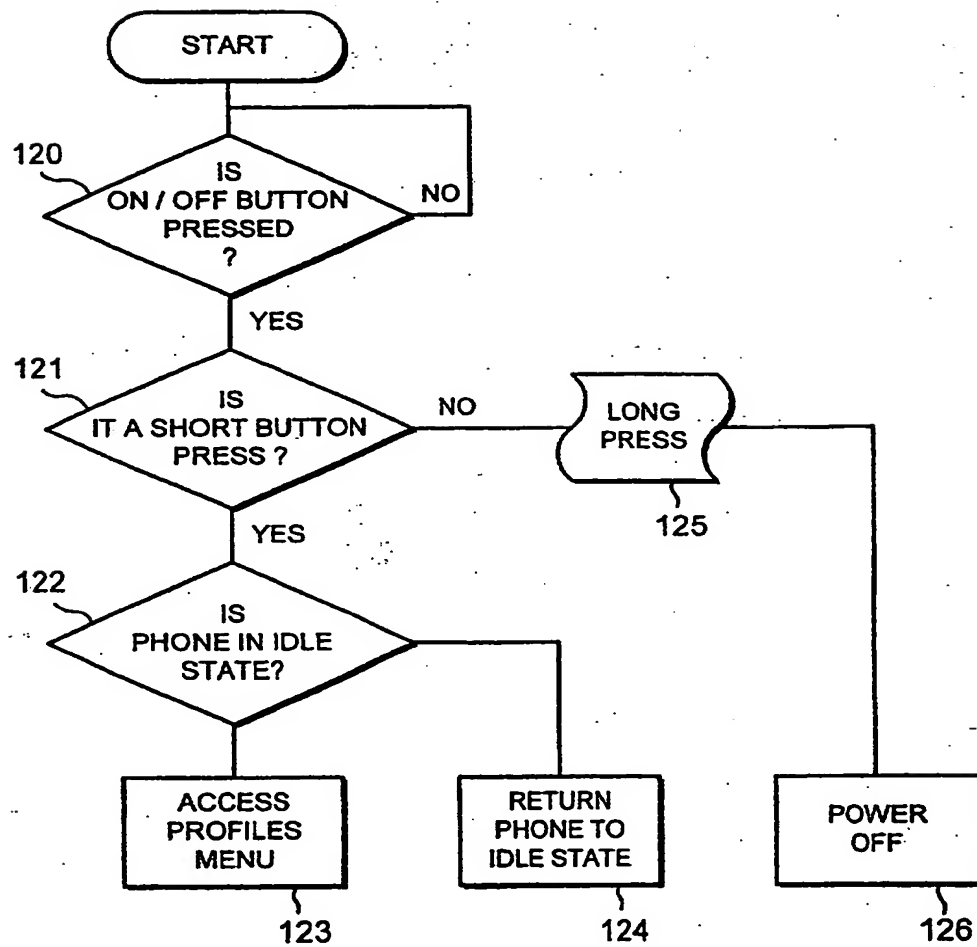 START
120
IS
ON / OFF BUTTON
PRESSED
?
NO
YES
121
IS
IT A SHORT BUTTON
PRESS ?
NO
LONG
PRESS
125
YES
122
IS
PHONE IN IDLE
STATE?
ACCESS
PROFILES
MENU
123
RETURN
PHONE TO
IDLE STATE
124
POWER
OFF
126